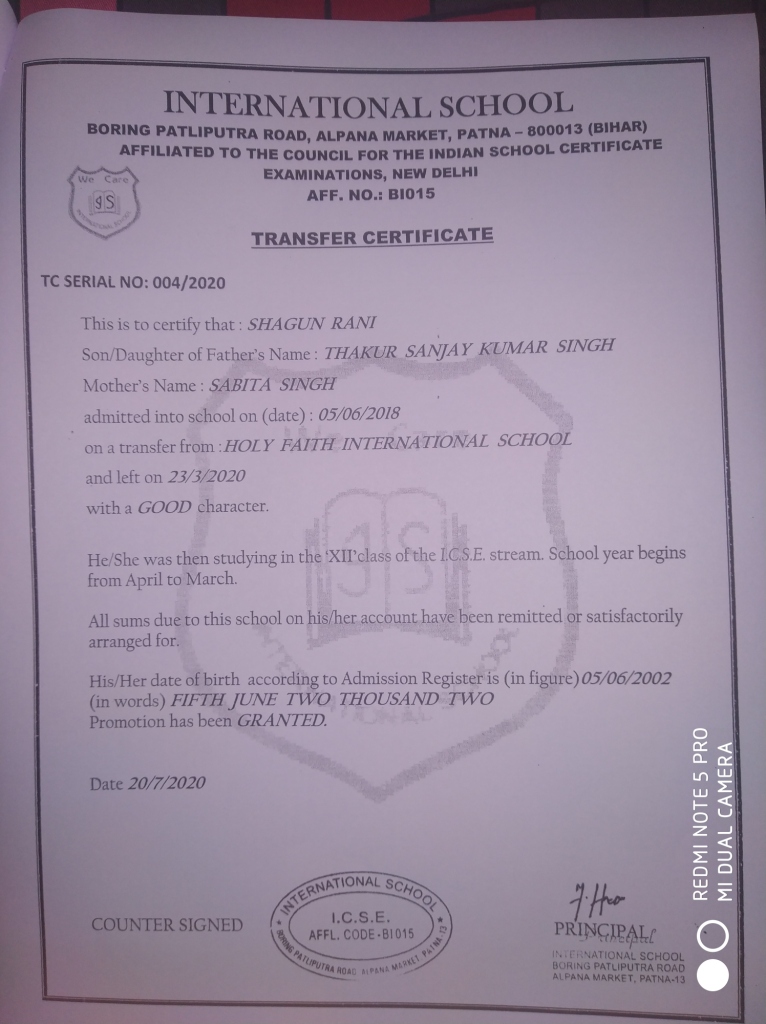 INTERNATIONAL SCHOOL
BORING PATLIPUTRA ROAD, ALPANA MARKET, PATNA – 800013 (BIHAR)
AFFILIATED TO THE COUNCIL FOR THE INDIAN SCHOOL CERTIFICATE
EXAMINATIONS, NEW DELHI
AFF. NO.: BI015
We Care
INTERNATIONAL SCHOOL
TRANSFER CERTIFICATE
TC SERIAL NO: 004/2020
This is to certify that : SHAGUN RANI
Son/Daughter of Father's Name : THAKUR SANJAY KUMAR SINGH
Mother's Name : SABITA SINGH
admitted into school on (date) : 05/06/2018
on a transfer from : HOLY FAITH INTERNATIONAL SCHOOL
and left on 23/3/2020
with a GOOD character.
He/She was then studying in the 'XII' class of the I.C.S.E. stream. School year begins
from April to March.
All sums due to this school on his/her account have been remitted or satisfactorily
arranged for.
His/Her date of birth according to Admission Register is (in figure) 05/06/2002
(in words) FIFTH JUNE TWO THOUSAND TWO
Promotion has been GRANTED.
Date 20/7/2020
COUNTER SIGNED
INTERNATIONAL SCHOOL
I.C.S.E.
AFFL. CODE-BI015
BORING PATLIPUTRA ROAD ALPANA MARKET, PATNA-13
PRINCIPAL
Principal
INTERNATIONAL SCHOOL
BORING PATLIPUTRA ROAD
ALPANA MARKET, PATNA-13
REDMI NOTE 5 PRO
MI DUAL CAMERA